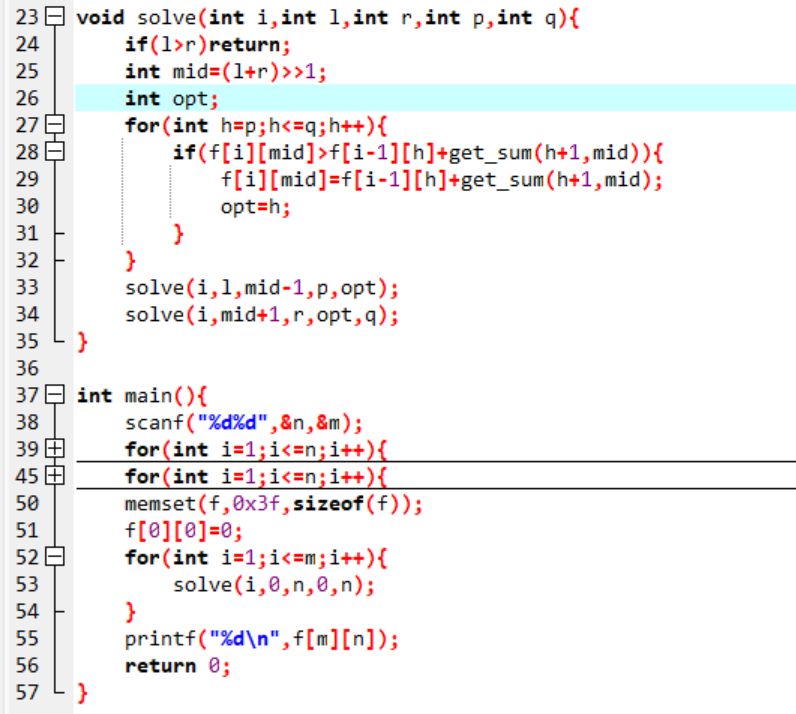 23 void solve(int i,int l,int r,int p,int q){
24     if(l>r)return;
25     int mid=(l+r)>>1;
26     int opt;
27     for(int h=p;h<=q;h++){
28         if(f[i][mid]>f[i-1][h]+get_sum(h+1,mid)){
29             f[i][mid]=f[i-1][h]+get_sum(h+1,mid);
30             opt=h;
31         }
32     }
33     solve(i,l,mid-1,p,opt);
34     solve(i,mid+1,r,opt,q);
35 }
36
37 int main(){
38     scanf("%d%d",&n,&m);
39     for(int i=1;i<=n;i++){
45     for(int i=1;i<=n;i++){
50     memset(f,0x3f,sizeof(f));
51     f[0][0]=0;
52     for(int i=1;i<=m;i++){
53         solve(i,0,n,0,n);
54     }
55     printf("%d\n",f[m][n]);
56     return 0;
57 }